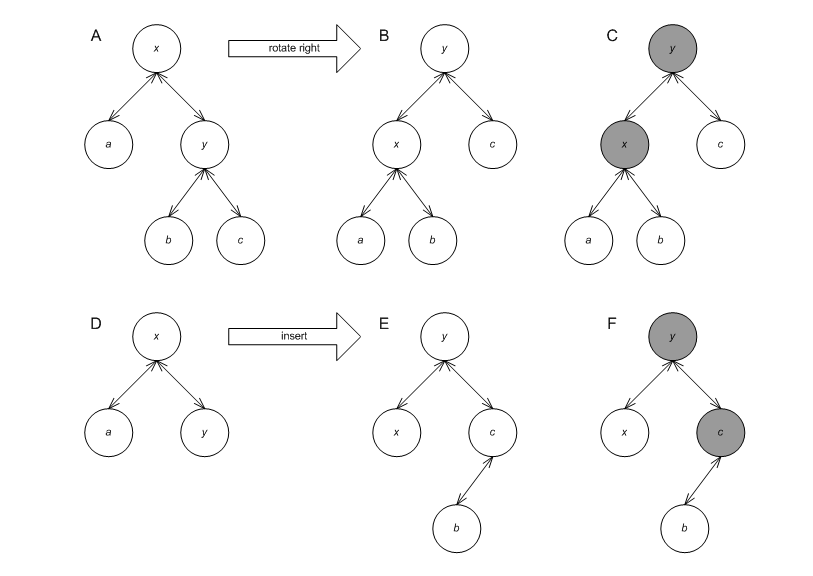 A x rotate right B y C y
a y x c x c
b c a b a b
D x insert E y F y
a y x c x c
b b